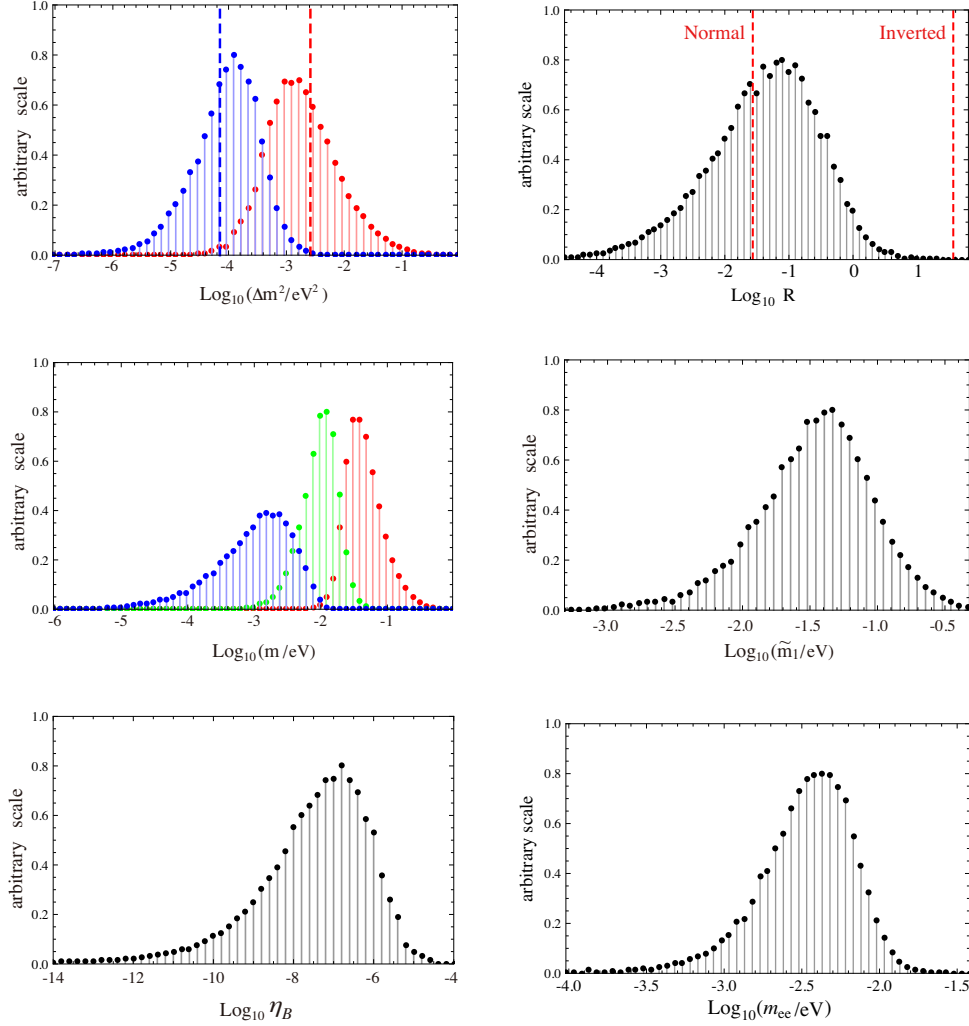 1.0
0.8
0.6
0.4
0.2
0.0
arbitrary scale
-7 -6 -5 -4 -3 -2 -1
Log₁₀ (Δm²/eV²)
Normal Inverted
1.0
0.8
0.6
0.4
0.2
0.0
arbitrary scale
-4 -3 -2 -1 0 1
Log₁₀ R
1.0
0.8
0.6
0.4
0.2
0.0
arbitrary scale
-6 -5 -4 -3 -2 -1 0
Log₁₀ (m/eV)
1.0
0.8
0.6
0.4
0.2
0.0
arbitrary scale
-3.0 -2.5 -2.0 -1.5 -1.0 -0.5
Log₁₀ (m̃₁/eV)
1.0
0.8
0.6
0.4
0.2
0.0
arbitrary scale
-14 -12 -10 -8 -6 -4
Log₁₀ η_B
1.0
0.8
0.6
0.4
0.2
0.0
arbitrary scale
-4.0 -3.5 -3.0 -2.5 -2.0 -1.5
Log₁₀ (m_ee/eV)